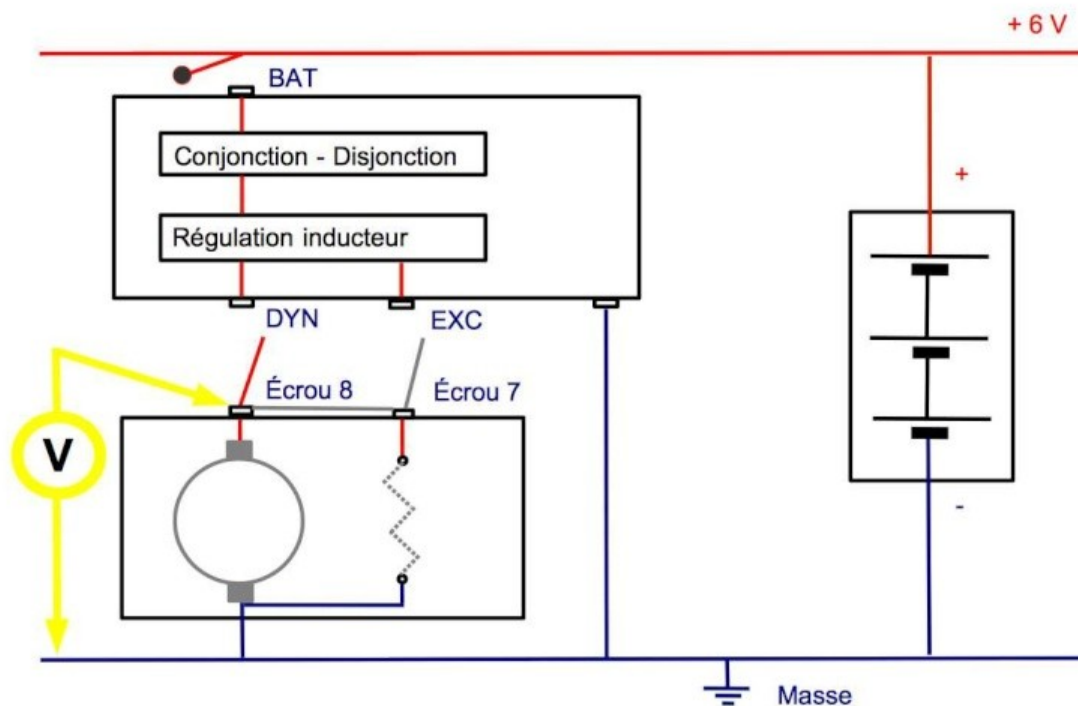 + 6 V
BAT
Conjonction - Disjonction
+
Régulation inducteur
DYN
EXC
Écrou 8
Écrou 7
V
-
Masse